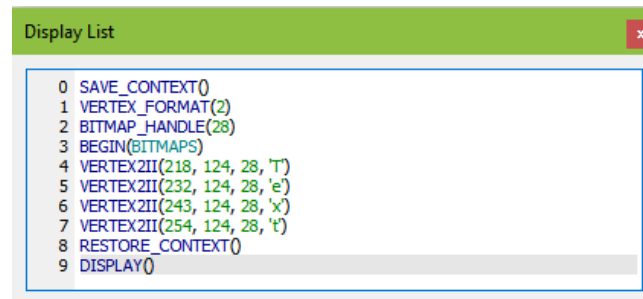 Display List
x
0 SAVE_CONTEXT()
1 VERTEX_FORMAT(2)
2 BITMAP_HANDLE(28)
3 BEGIN(BITMAPS)
4 VERTEX2II(218, 124, 28, 'T')
5 VERTEX2II(232, 124, 28, 'e')
6 VERTEX2II(243, 124, 28, 'x')
7 VERTEX2II(254, 124, 28, 't')
8 RESTORE_CONTEXT()
9 DISPLAY()